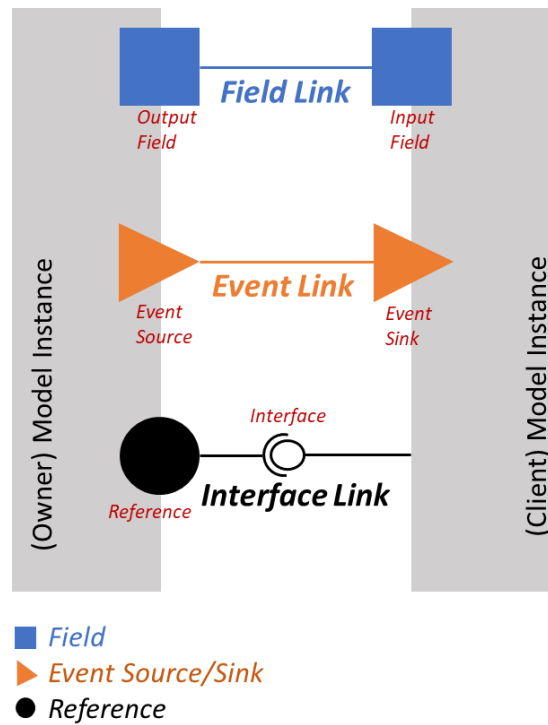 Field Link
Output
Field
Input
Field
(Owner) Model Instance
(Client) Model Instance
Event Link
Event
Source
Event
Sink
Interface
Interface Link
Reference
Field
Event Source/Sink
Reference